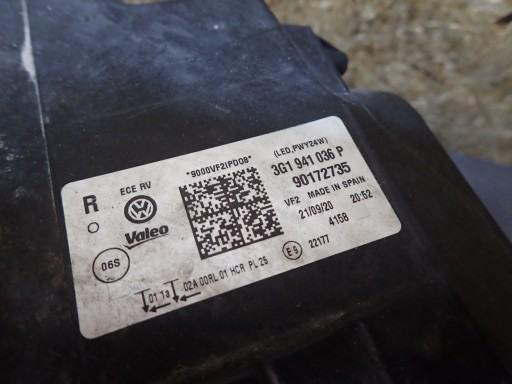 R
ECE RV
*9000VF2IPD08*
(LED,PWY24W)
3G1 941 036 P
90172735
VF2 MADE IN SPAIN
21/09/20 20:52
4158
Valeo
06S
E9 22177
01 1a 02A 00RL 01 HCR PL 25